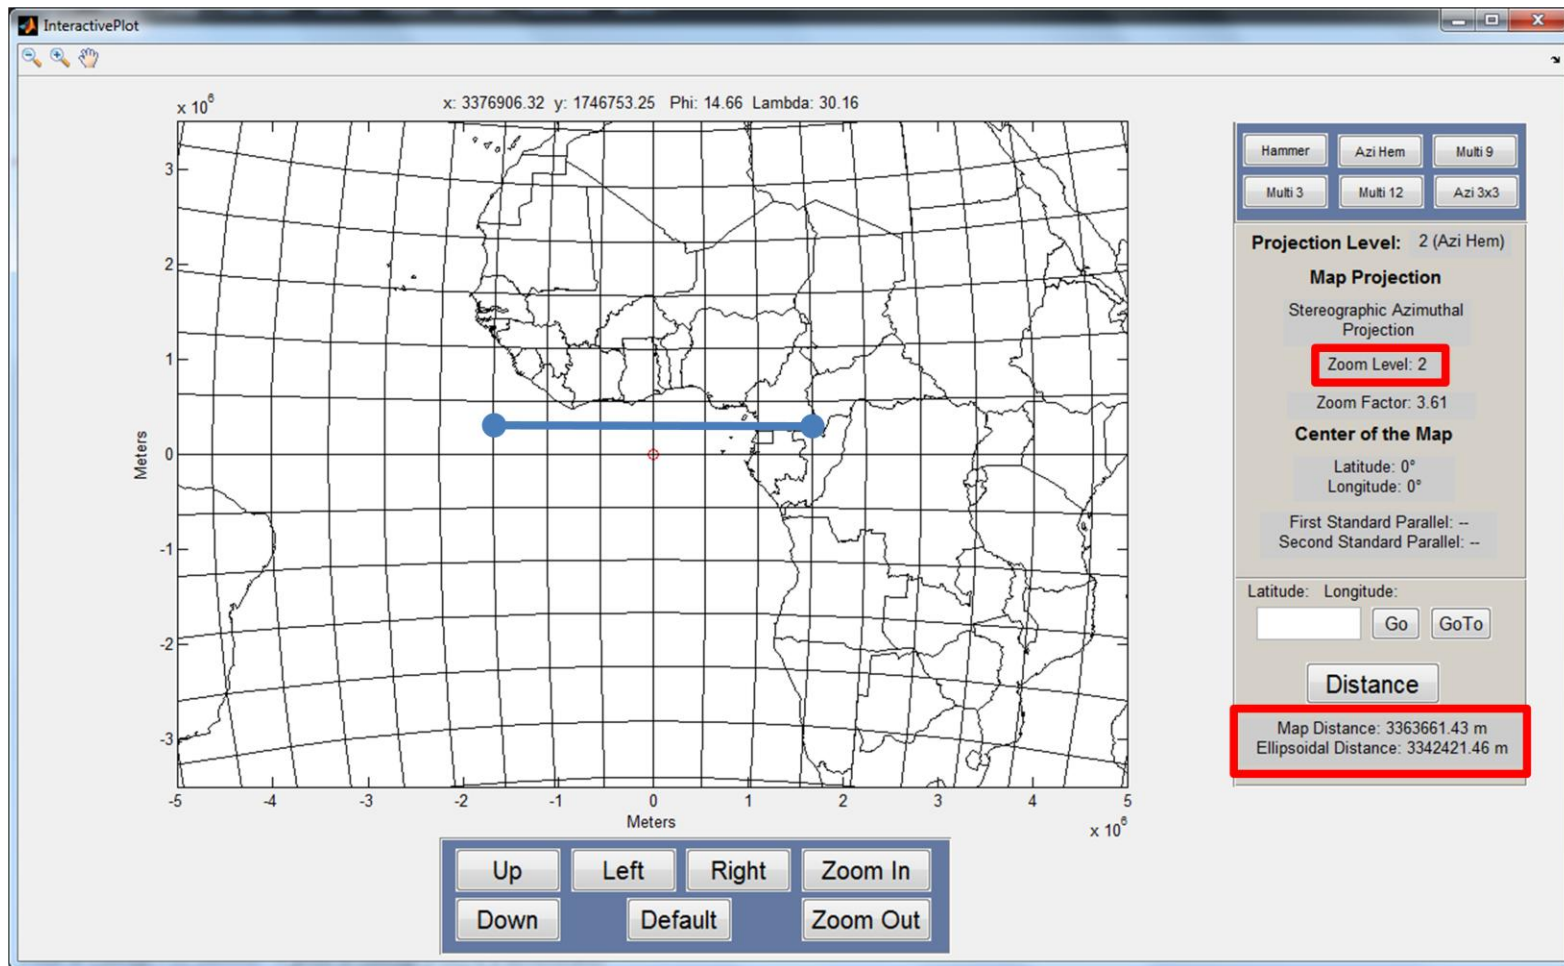 InteractivePlot
x 10^6
x: 3376906.32 y: 1746753.25 Phi: 14.66 Lambda: 30.16
3
2
1
0
-1
-2
-3
Meters
-5 -4 -3 -2 -1 0 1 2 3 4 5
Meters
x 10^6
Up Left Right Zoom In
Down Default Zoom Out
Hammer Azi Hem Multi 9
Multi 3 Multi 12 Azi 3x3
Projection Level: 2 (Azi Hem)
Map Projection
Stereographic Azimuthal
Projection
Zoom Level: 2
Zoom Factor: 3.61
Center of the Map
Latitude: 0°
Longitude: 0°
First Standard Parallel: --
Second Standard Parallel: --
Latitude: Longitude:
Go GoTo
Distance
Map Distance: 3363661.43 m
Ellipsoidal Distance: 3342421.46 m